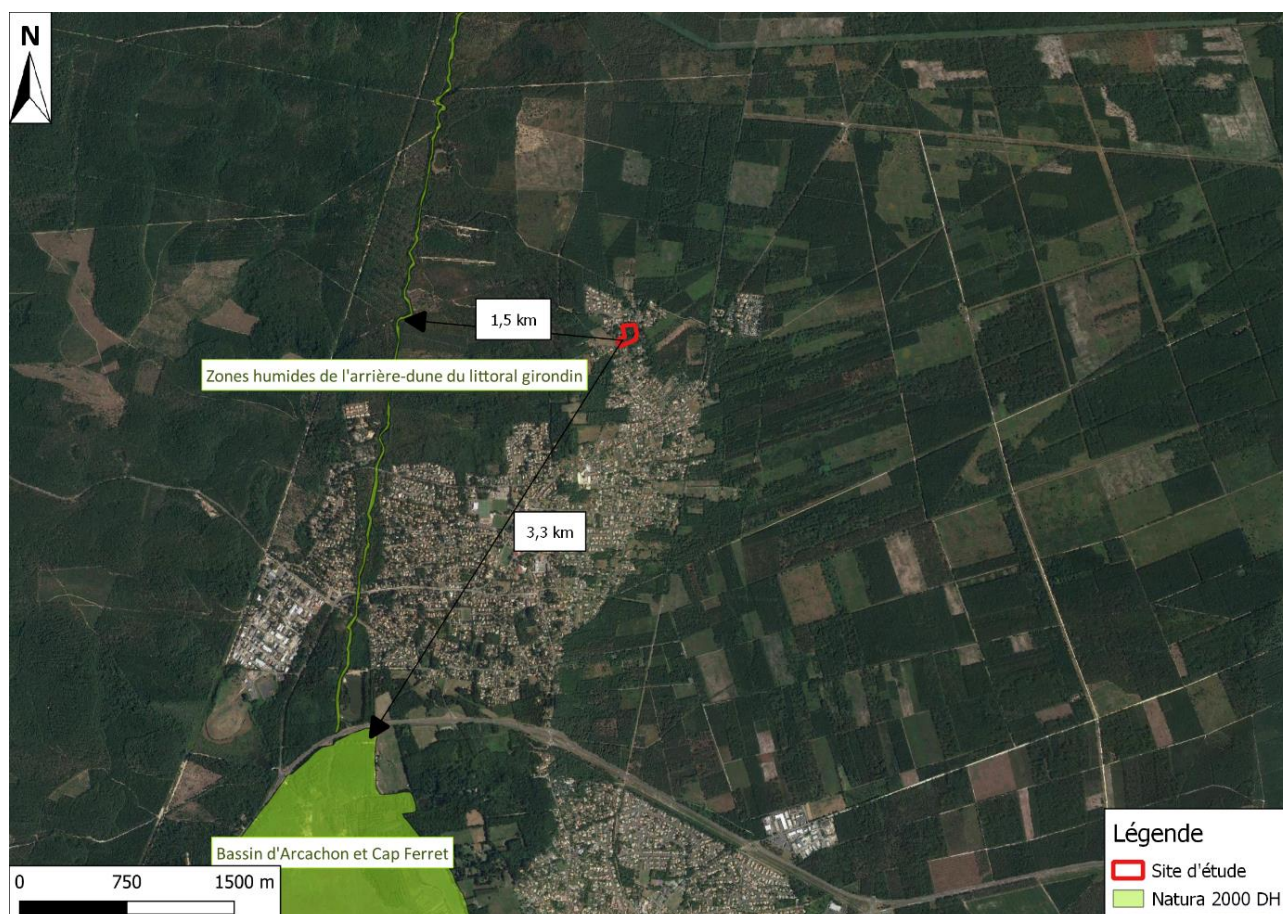 N
1,5 km
Zones humides de l'arrière-dune du littoral girondin
3,3 km
Bassin d'Arcachon et Cap Ferret
0 750 1500 m
Légende
Site d'étude
Natura 2000 DH